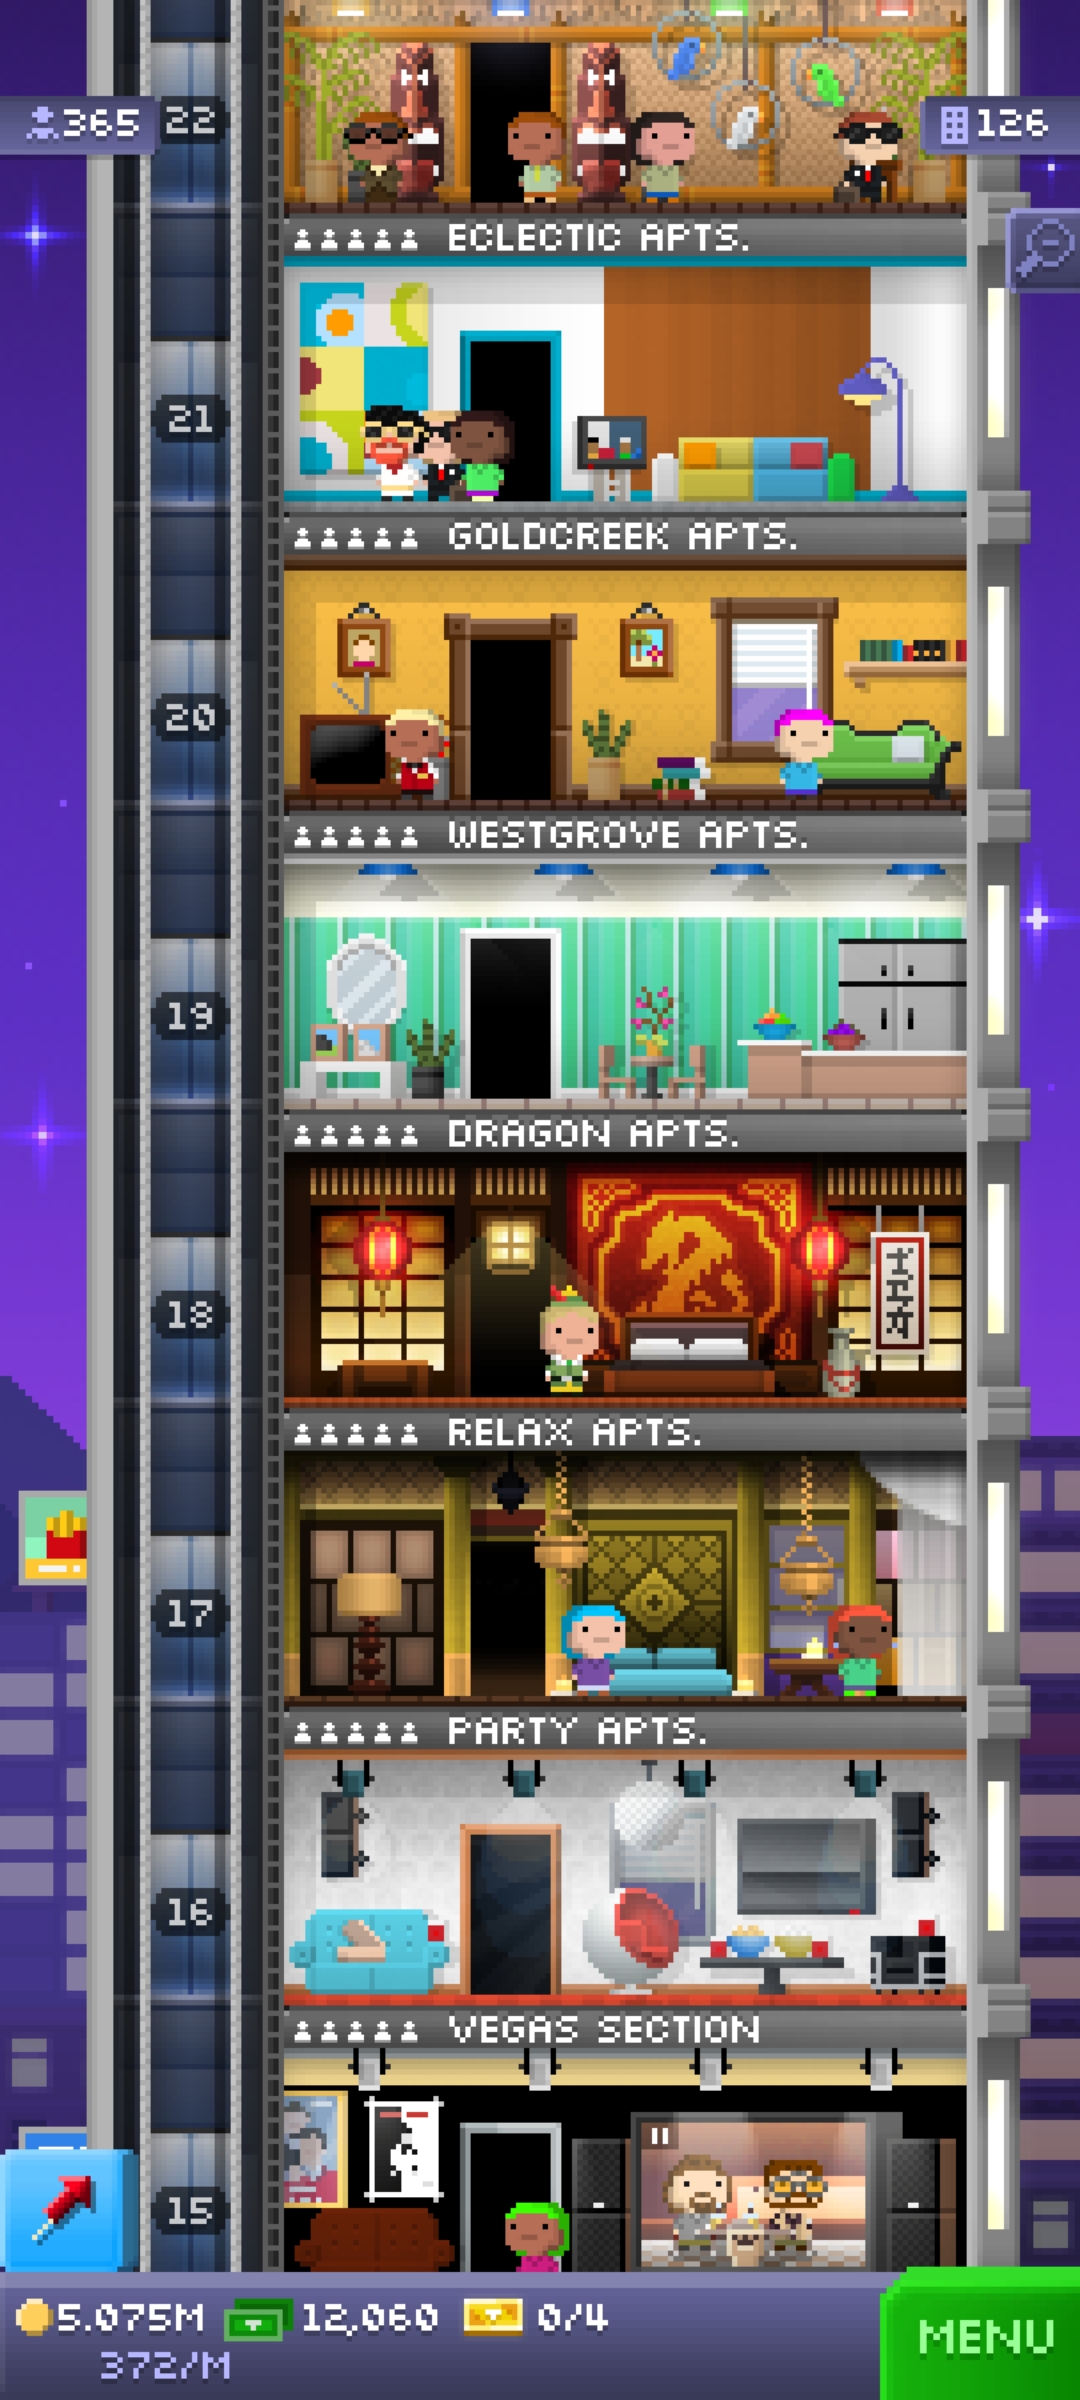 365
22
126
ECLECTIC APTS.
21
GOLDCREEK APTS.
20
WESTGROVE APTS.
19
DRAGON APTS.
18
RELAX APTS.
17
PARTY APTS.
16
VEGAS SECTION
15
5.075M 12,060 0/4
372/M
MENU